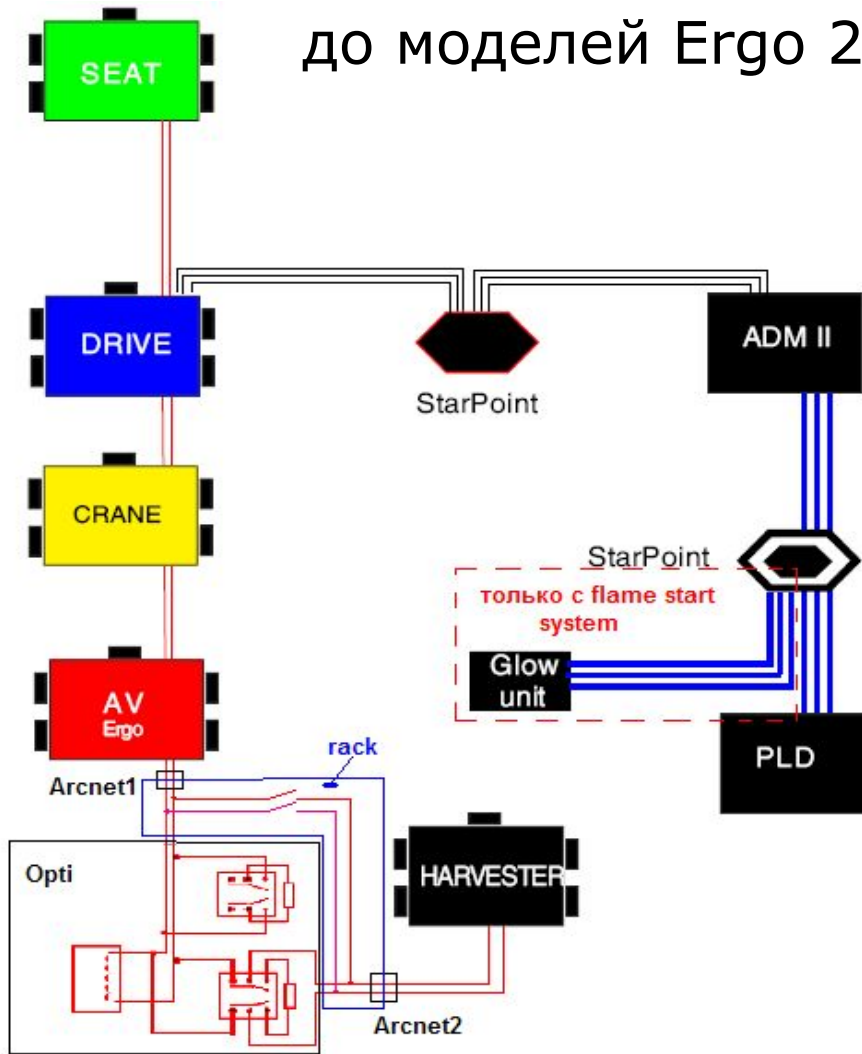 до моделей Ergo 2
SEAT
DRIVE
ADM II
StarPoint
CRANE
StarPoint
только с flame start
system
Glow
unit
AV
Ergo
PLD
rack
Arcnet1
Opti
HARVESTER
Arcnet2